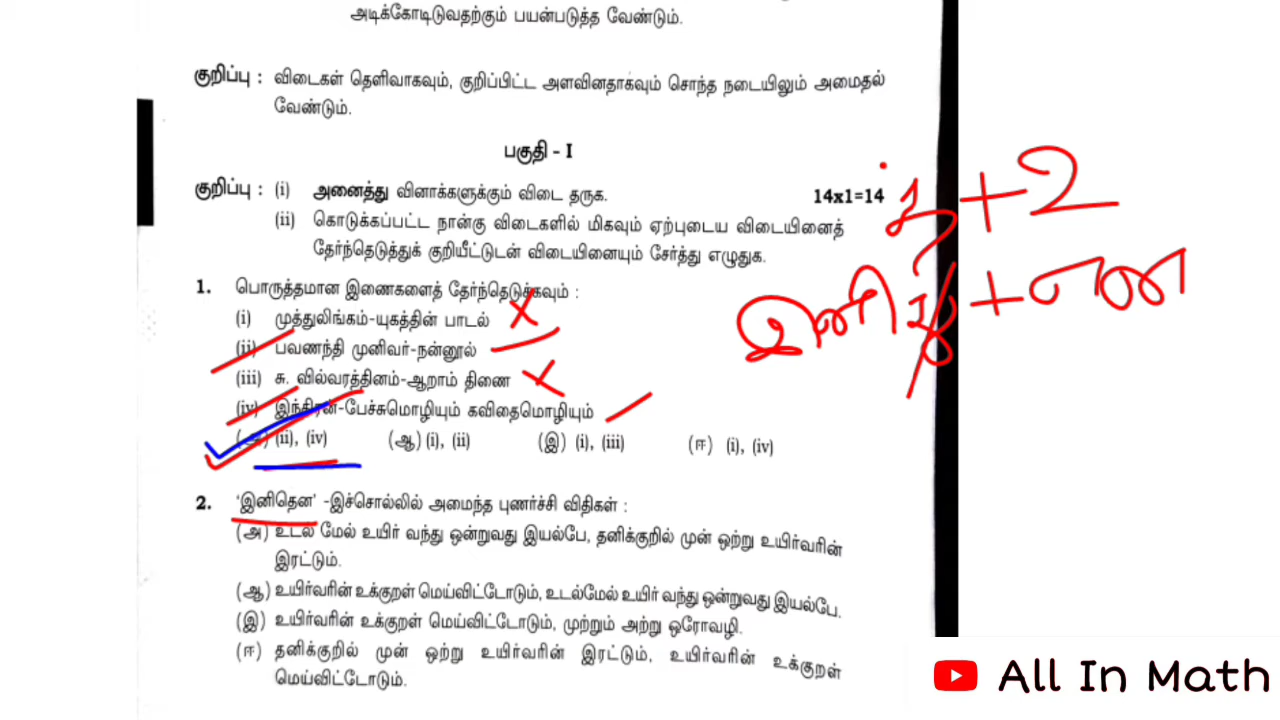 அடிக்கோடிடுவதற்கும் பயன்படுத்த வேண்டும்.
குறிப்பு : விடைகள் தெளிவாகவும், குறிப்பிட்ட அளவினதாகவும் சொந்த நடையிலும் அமைதல்
வேண்டும்.
பகுதி - I
குறிப்பு : (i) அனைத்து வினாக்களுக்கும் விடை தருக. 14x1=14
(ii) கொடுக்கப்பட்ட நான்கு விடைகளில் மிகவும் ஏற்புடைய விடையினைத்
தேர்ந்தெடுத்துக் குறியீட்டுடன் விடையினையும் சேர்த்து எழுதுக.
த் + உ
இனிது + என
1. பொருத்தமான இணைகளைத் தேர்ந்தெடுக்கவும் :
(i) முத்துலிங்கம்-யுகத்தின் பாடல்
(ii) பவணந்தி முனிவர்-நன்னூல்
(iii) சு. வில்வரத்தினம்-ஆறாம் திணை
(iv) இந்திரன்-பேச்சுமொழியும் கவிதைமொழியும்
(அ) (ii), (iv) (ஆ) (i), (ii) (இ) (i), (iii) (ஈ) (i), (iv)
2. ‘இனிதென’ -இச்சொல்லில் அமைந்த புணர்ச்சி விதிகள் :
(அ) உடல் மேல் உயிர் வந்து ஒன்றுவது இயல்பே, தனிக்குறில் முன் ஒற்று உயிர்வரின்
இரட்டும்.
(ஆ) உயிர்வரின் உக்குறள் மெய்விட்டோடும், உடல்மேல் உயிர் வந்து ஒன்றுவது இயல்பே.
(இ) உயிர்வரின் உக்குறள் மெய்விட்டோடும், முற்றும் அற்று ஒரோவழி.
(ஈ) தனிக்குறில் முன் ஒற்று உயிர்வரின் இரட்டும், உயிர்வரின் உக்குறள்
மெய்விட்டோடும்.
All In Math